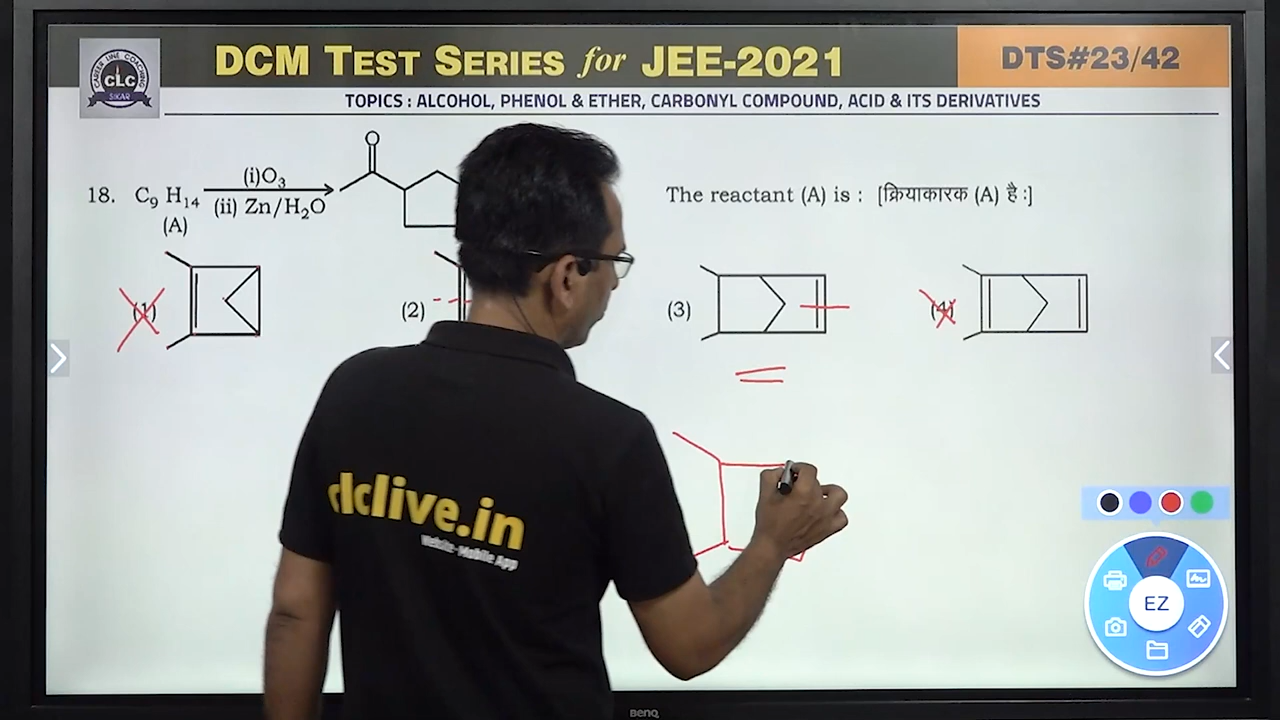 DCM TEST SERIES for JEE-2021
DTS#23/42
CAREER LINE COACHING
CLC
SIKAR
TOPICS : ALCOHOL, PHENOL & ETHER, CARBONYL COMPOUND, ACID & ITS DERIVATIVES
18. C9 H14 (i)O3 O The reactant (A) is : [क्रियाकारक (A) है :]
(A) (ii) Zn/H2O
(1) (2) (3) (4)
clclive.in
Website • Mobile App
EZ
BENQ